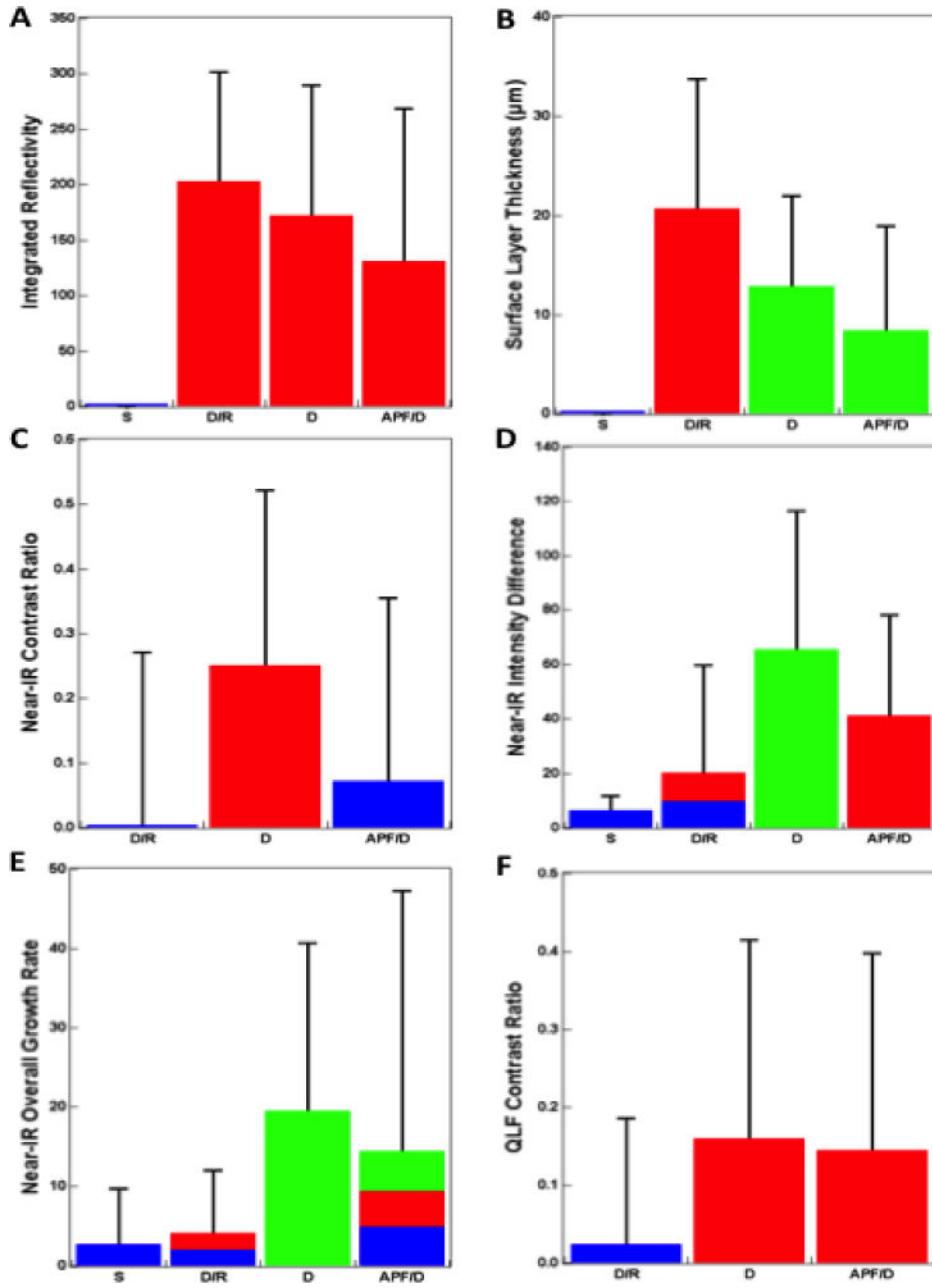 A
Integrated Reflectivity
350
300
250
200
150
100
50
0
S D/R D APF/D
B
Surface Layer Thickness (µm)
40
30
20
10
0
S D/R D APF/D
C
Near-IR Contrast Ratio
0.6
0.5
0.4
0.3
0.2
0.1
0.0
D/R D APF/D
D
Near-IR Intensity Difference
140
120
100
80
60
40
20
0
S D/R D APF/D
E
Near-IR Overall Growth Rate
50
40
30
20
10
0
S D/R D APF/D
F
QLF Contrast Ratio
0.5
0.4
0.3
0.2
0.1
0.0
D/R D APF/D